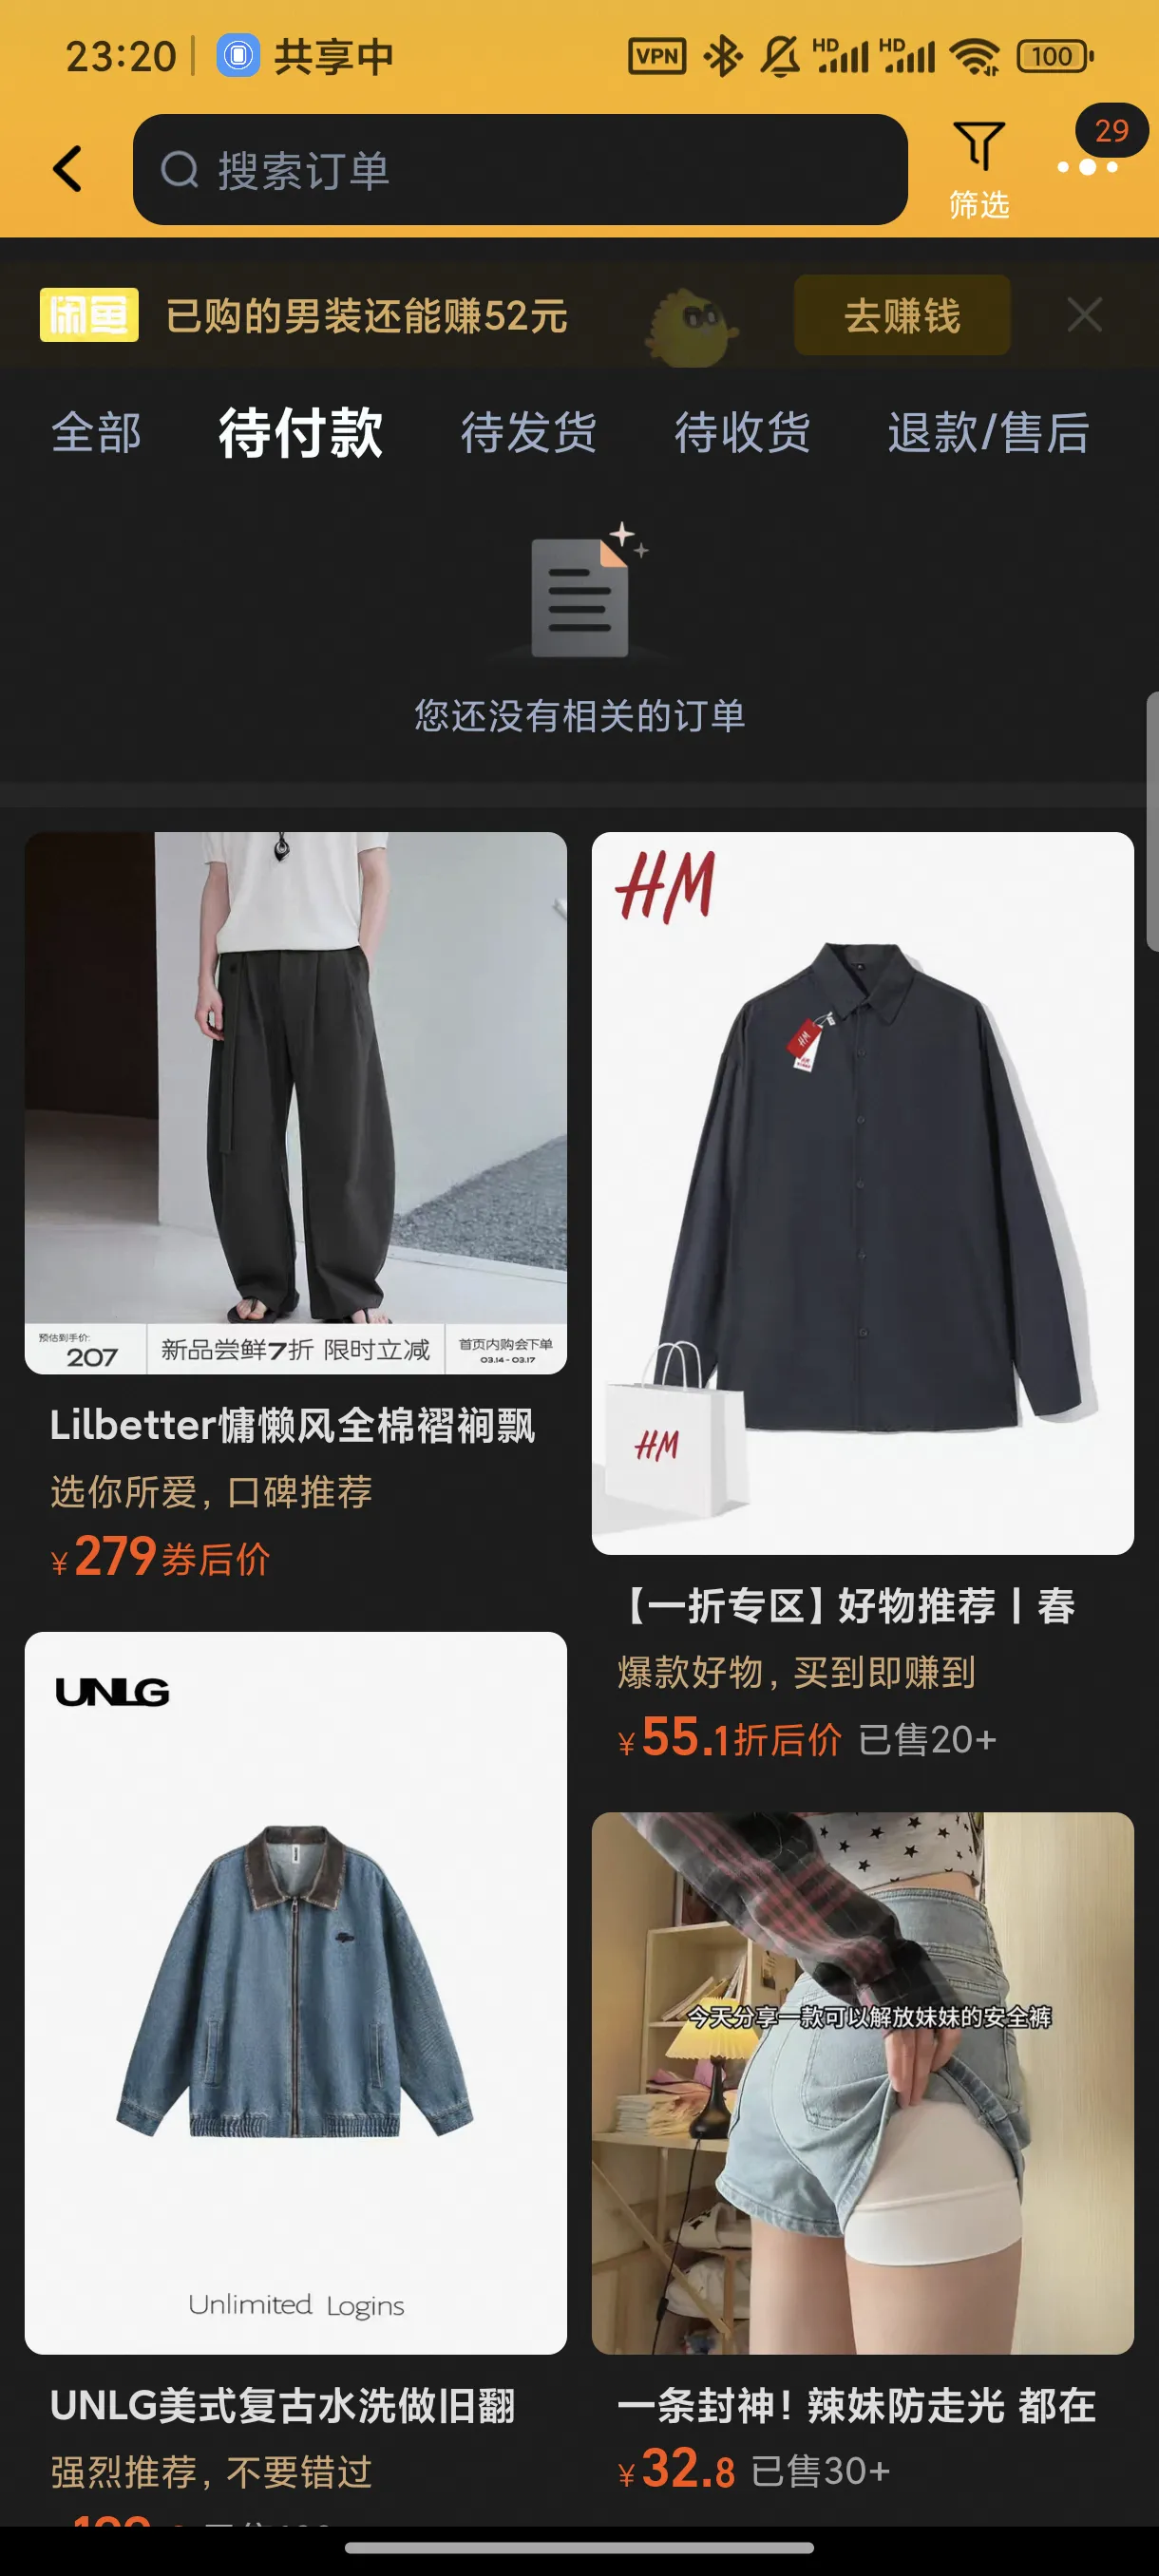 23:20
共享中
VPN
HD
HD
100
搜索订单
筛选
29
闲鱼
已购的男装还能赚52元
去赚钱
全部
待付款
待发货
待收货
退款/售后
您还没有相关的订单
预估到手价:
207
新品尝鲜7折 限时立减
首页内购会下单
03.14-03.17
Lilbetter慵懒风全棉褶裥飘
选你所爱，口碑推荐
¥279券后价
HM
HM
HM
【一折专区】好物推荐丨春
爆款好物，买到即赚到
¥55.1折后价 已售20+
UNLG
Unlimited Logins
UNLG美式复古水洗做旧翻
强烈推荐，不要错过
今天分享一款可以解放妹妹的安全裤
一条封神！辣妹防走光 都在
¥32.8 已售30+